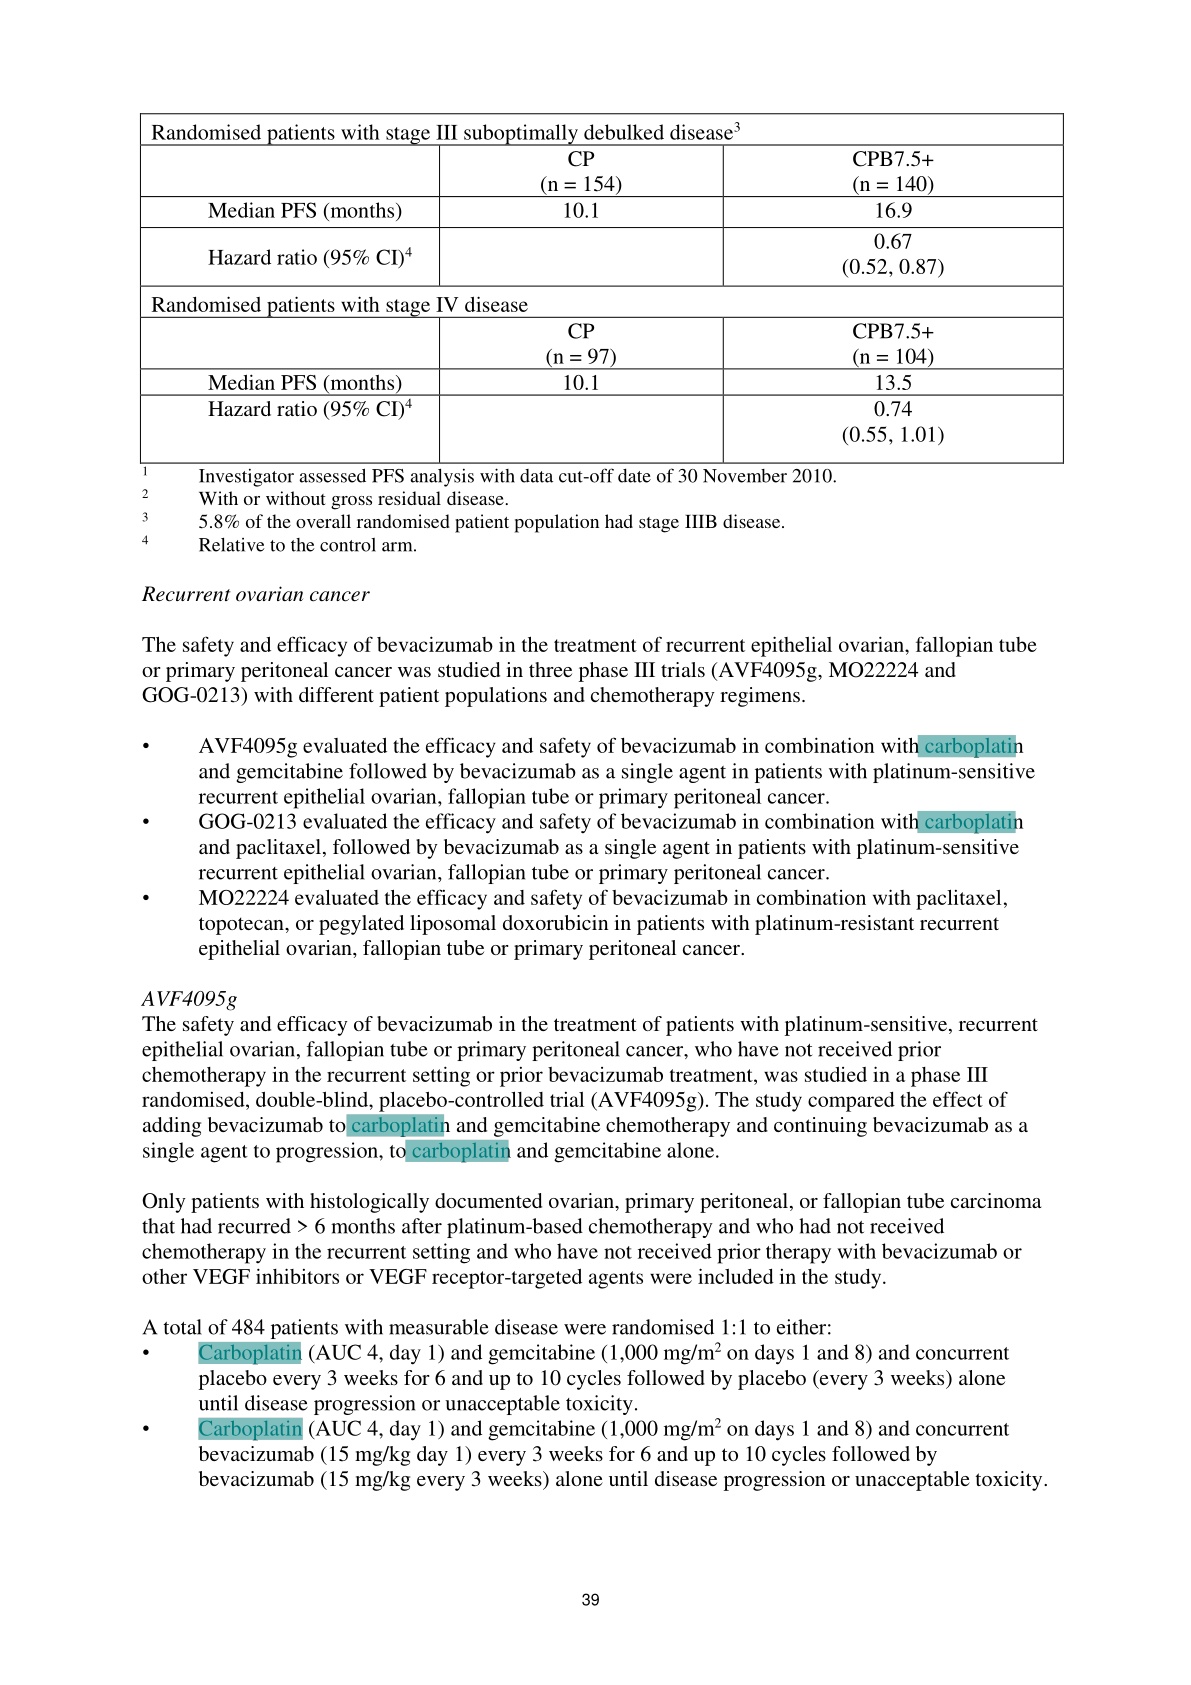 Randomised patients with stage III suboptimally debulked disease³
CP
(n = 154)
CPB7.5+
(n = 140)
Median PFS (months)
10.1
16.9
Hazard ratio (95% CI)⁴
0.67
(0.52, 0.87)
Randomised patients with stage IV disease
CP
(n = 97)
CPB7.5+
(n = 104)
Median PFS (months)
10.1
13.5
Hazard ratio (95% CI)⁴
0.74
(0.55, 1.01)
¹ Investigator assessed PFS analysis with data cut-off date of 30 November 2010.
² With or without gross residual disease.
³ 5.8% of the overall randomised patient population had stage IIIB disease.
⁴ Relative to the control arm.
Recurrent ovarian cancer
The safety and efficacy of bevacizumab in the treatment of recurrent epithelial ovarian, fallopian tube
or primary peritoneal cancer was studied in three phase III trials (AVF4095g, MO22224 and
GOG-0213) with different patient populations and chemotherapy regimens.
• AVF4095g evaluated the efficacy and safety of bevacizumab in combination with carboplatin
and gemcitabine followed by bevacizumab as a single agent in patients with platinum-sensitive
recurrent epithelial ovarian, fallopian tube or primary peritoneal cancer.
• GOG-0213 evaluated the efficacy and safety of bevacizumab in combination with carboplatin
and paclitaxel, followed by bevacizumab as a single agent in patients with platinum-sensitive
recurrent epithelial ovarian, fallopian tube or primary peritoneal cancer.
• MO22224 evaluated the efficacy and safety of bevacizumab in combination with paclitaxel,
topotecan, or pegylated liposomal doxorubicin in patients with platinum-resistant recurrent
epithelial ovarian, fallopian tube or primary peritoneal cancer.
AVF4095g
The safety and efficacy of bevacizumab in the treatment of patients with platinum-sensitive, recurrent
epithelial ovarian, fallopian tube or primary peritoneal cancer, who have not received prior
chemotherapy in the recurrent setting or prior bevacizumab treatment, was studied in a phase III
randomised, double-blind, placebo-controlled trial (AVF4095g). The study compared the effect of
adding bevacizumab to carboplatin and gemcitabine chemotherapy and continuing bevacizumab as a
single agent to progression, to carboplatin and gemcitabine alone.
Only patients with histologically documented ovarian, primary peritoneal, or fallopian tube carcinoma
that had recurred > 6 months after platinum-based chemotherapy and who had not received
chemotherapy in the recurrent setting and who have not received prior therapy with bevacizumab or
other VEGF inhibitors or VEGF receptor-targeted agents were included in the study.
A total of 484 patients with measurable disease were randomised 1:1 to either:
• Carboplatin (AUC 4, day 1) and gemcitabine (1,000 mg/m² on days 1 and 8) and concurrent
placebo every 3 weeks for 6 and up to 10 cycles followed by placebo (every 3 weeks) alone
until disease progression or unacceptable toxicity.
• Carboplatin (AUC 4, day 1) and gemcitabine (1,000 mg/m² on days 1 and 8) and concurrent
bevacizumab (15 mg/kg day 1) every 3 weeks for 6 and up to 10 cycles followed by
bevacizumab (15 mg/kg every 3 weeks) alone until disease progression or unacceptable toxicity.
39